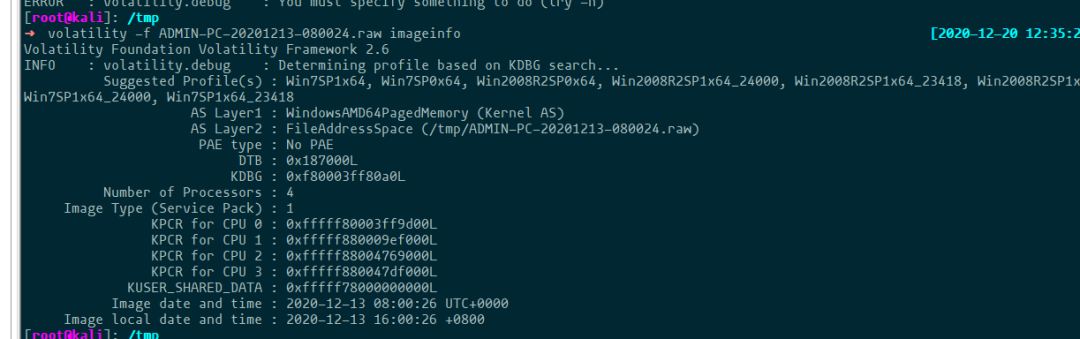 ERROR : volatility.debug : You must specify something to do (try -h)
[root@kali]: /tmp
→ volatility -f ADMIN-PC-20201213-080024.raw imageinfo [2020-12-20 12:35:2
Volatility Foundation Volatility Framework 2.6
INFO : volatility.debug : Determining profile based on KDBG search...
Suggested Profile(s) : Win7SP1x64, Win7SP0x64, Win2008R2SP0x64, Win2008R2SP1x64_24000, Win2008R2SP1x64_23418, Win2008R2SP1x
Win7SP1x64_24000, Win7SP1x64_23418
AS Layer1 : WindowsAMD64PagedMemory (Kernel AS)
AS Layer2 : FileAddressSpace (/tmp/ADMIN-PC-20201213-080024.raw)
PAE type : No PAE
DTB : 0x187000L
KDBG : 0xf80003ff80a0L
Number of Processors : 4
Image Type (Service Pack) : 1
KPCR for CPU 0 : 0xfffff80003ff9d00L
KPCR for CPU 1 : 0xfffff880009ef000L
KPCR for CPU 2 : 0xfffff88004769000L
KPCR for CPU 3 : 0xfffff880047df000L
KUSER_SHARED_DATA : 0xfffff78000000000L
Image date and time : 2020-12-13 08:00:26 UTC+0000
Image local date and time : 2020-12-13 16:00:26 +0800
[root@kali]: /tmp